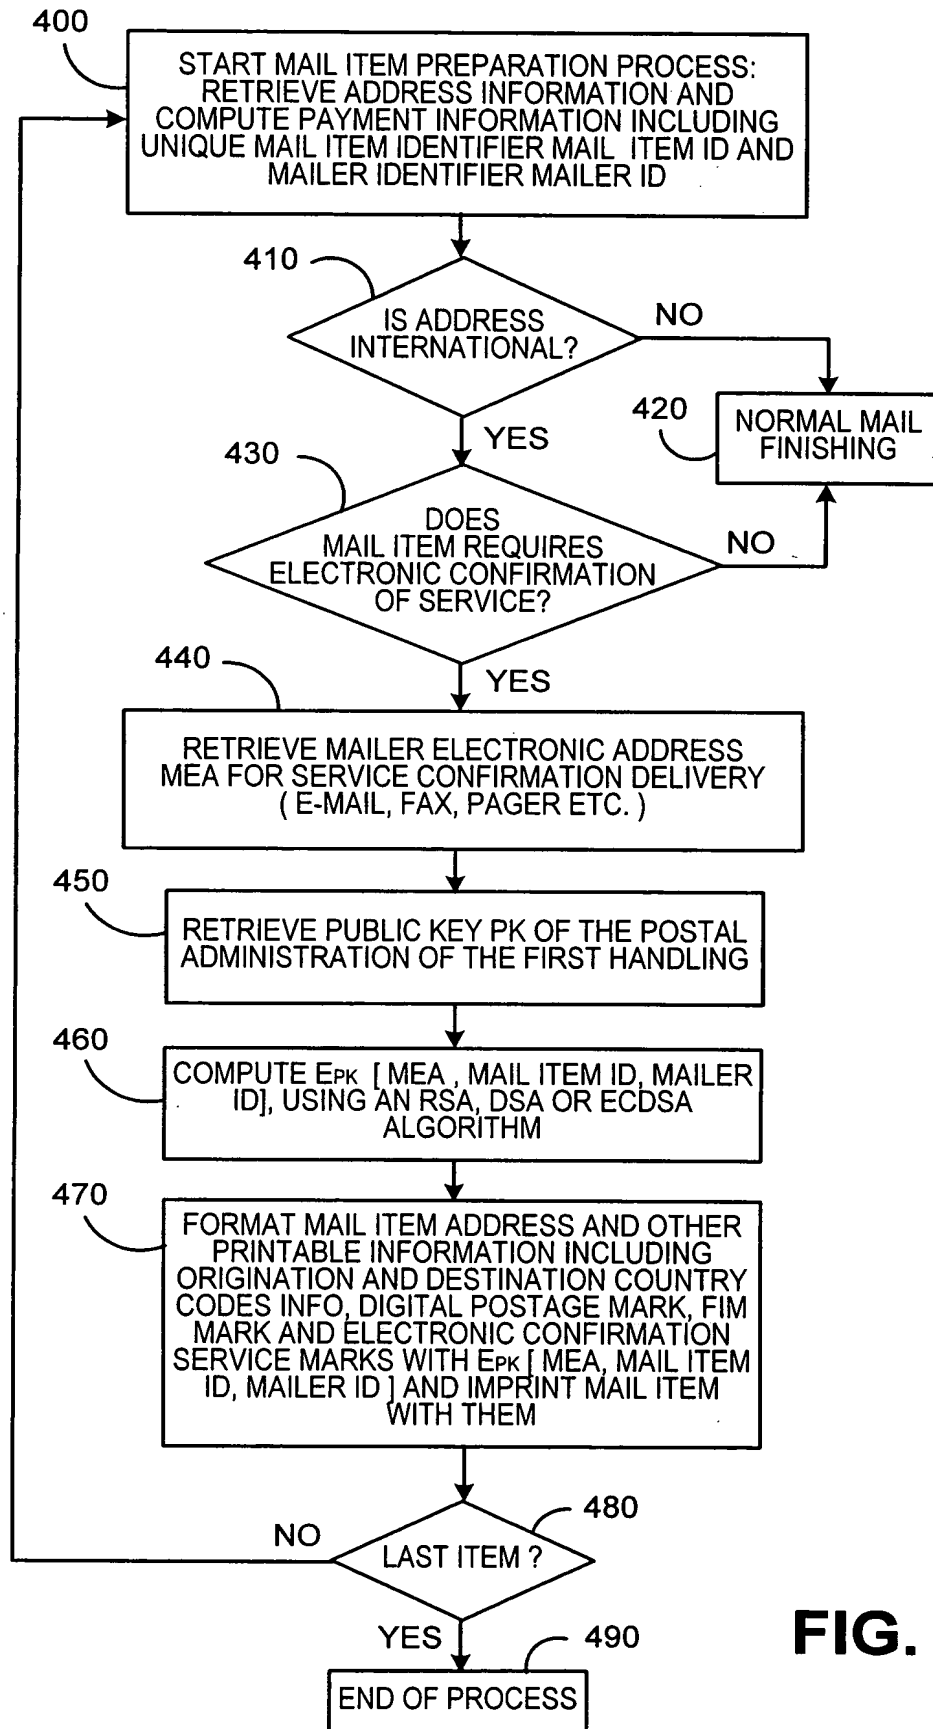 400
START MAIL ITEM PREPARATION PROCESS:
RETRIEVE ADDRESS INFORMATION AND
COMPUTE PAYMENT INFORMATION INCLUDING
UNIQUE MAIL ITEM IDENTIFIER MAIL ITEM ID AND
MAILER IDENTIFIER MAILER ID
410
IS ADDRESS
INTERNATIONAL?
NO
YES
420
NORMAL MAIL
FINISHING
430
DOES
MAIL ITEM REQUIRES
ELECTRONIC CONFIRMATION
OF SERVICE?
NO
YES
440
RETRIEVE MAILER ELECTRONIC ADDRESS
MEA FOR SERVICE CONFIRMATION DELIVERY
( E-MAIL, FAX, PAGER ETC. )
450
RETRIEVE PUBLIC KEY PK OF THE POSTAL
ADMINISTRATION OF THE FIRST HANDLING
460
COMPUTE EPK [ MEA , MAIL ITEM ID, MAILER
ID], USING AN RSA, DSA OR ECDSA
ALGORITHM
470
FORMAT MAIL ITEM ADDRESS AND OTHER
PRINTABLE INFORMATION INCLUDING
ORIGINATION AND DESTINATION COUNTRY
CODES INFO, DIGITAL POSTAGE MARK, FIM
MARK AND ELECTRONIC CONFIRMATION
SERVICE MARKS WITH EPK [ MEA, MAIL ITEM
ID, MAILER ID ] AND IMPRINT MAIL ITEM
WITH THEM
480
LAST ITEM ?
NO
YES
490
END OF PROCESS
FIG.